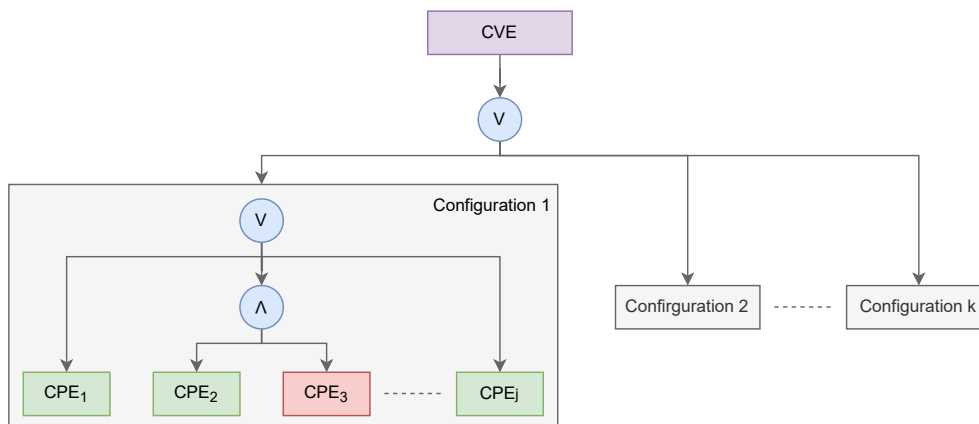 CVE
V
Configuration 1
V
Λ
Confirguration 2
Configuration k
CPE1
CPE2
CPE3
CPEj